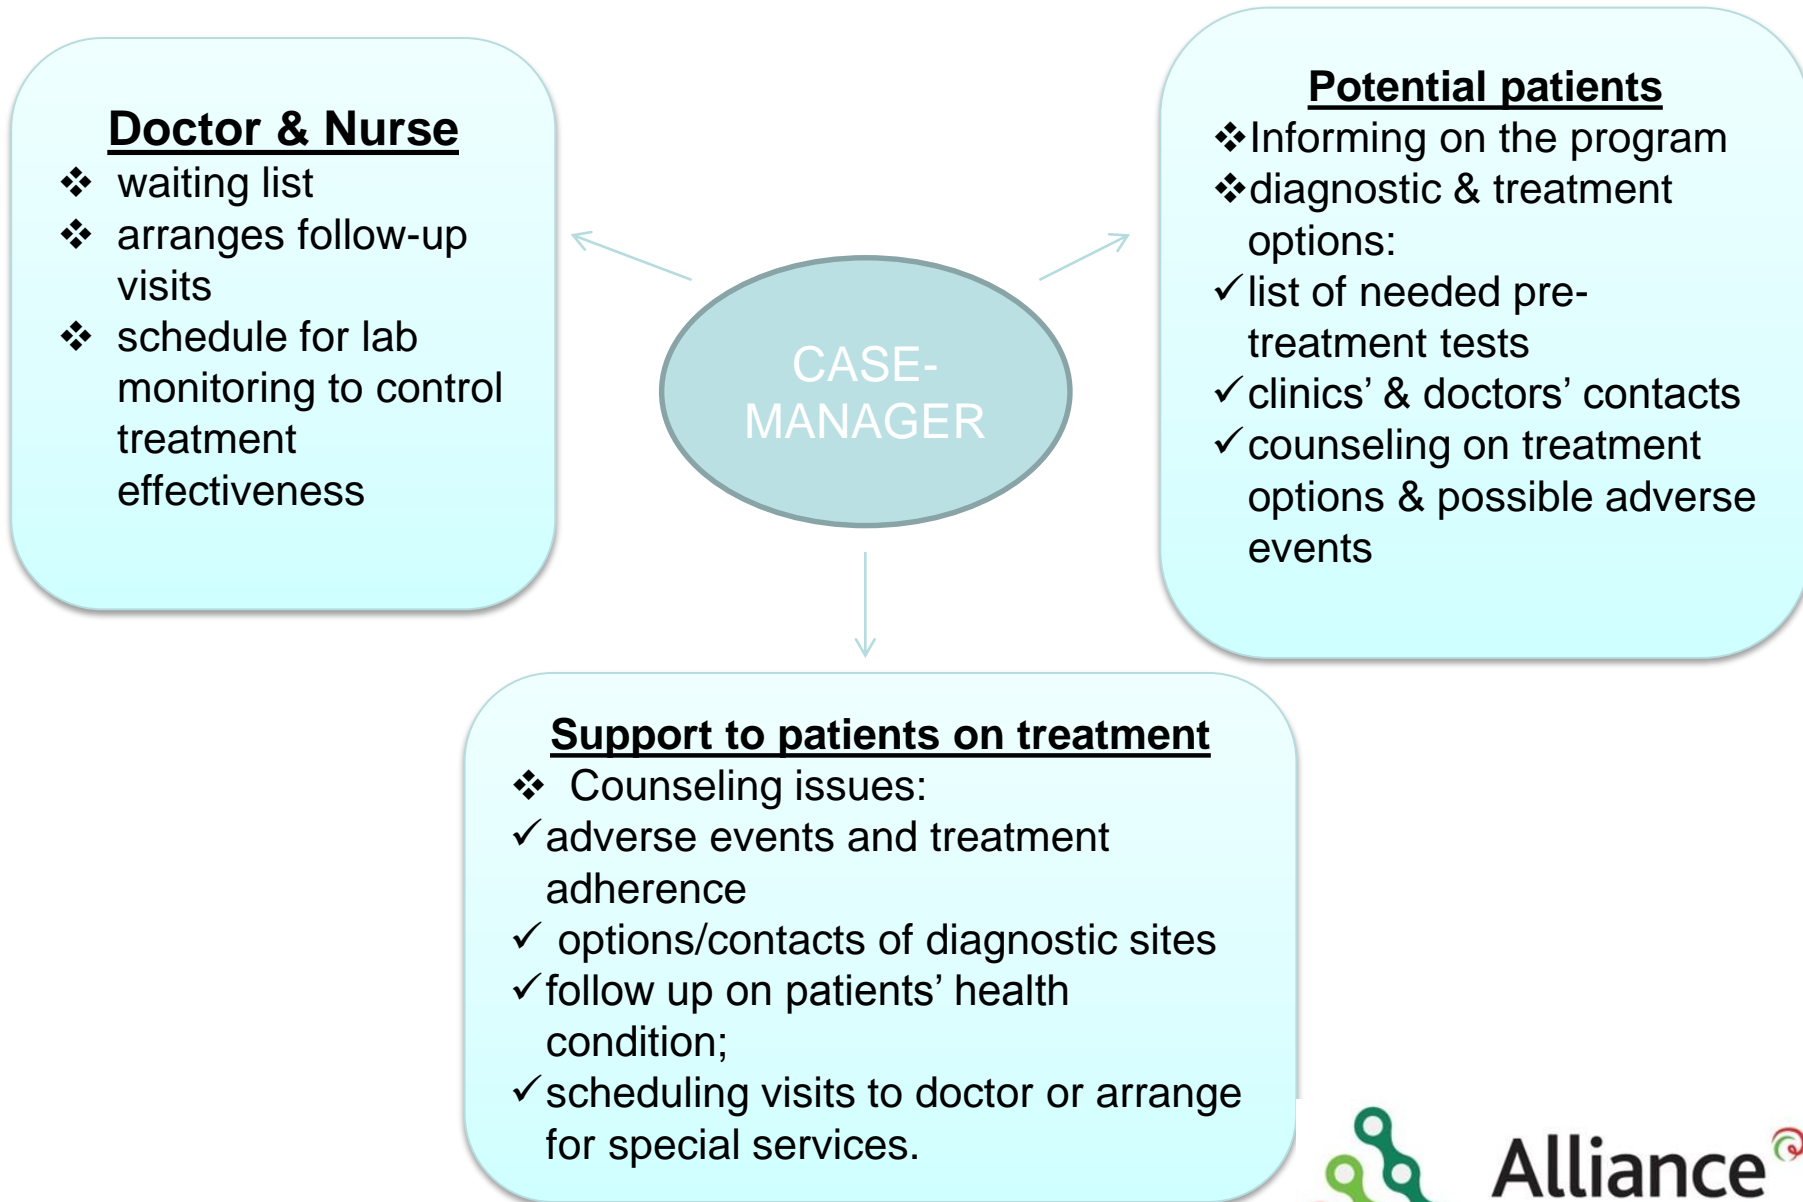 Doctor & Nurse
❖ waiting list
❖ arranges follow-up
visits
❖ schedule for lab
monitoring to control
treatment
effectiveness
CASE-
MANAGER
Potential patients
❖Informing on the program
❖diagnostic & treatment
options:
✓list of needed pre-
treatment tests
✓clinics’ & doctors’ contacts
✓counseling on treatment
options & possible adverse
events
Support to patients on treatment
❖ Counseling issues:
✓adverse events and treatment
adherence
✓ options/contacts of diagnostic sites
✓follow up on patients’ health
condition;
✓scheduling visits to doctor or arrange
for special services.
Alliance